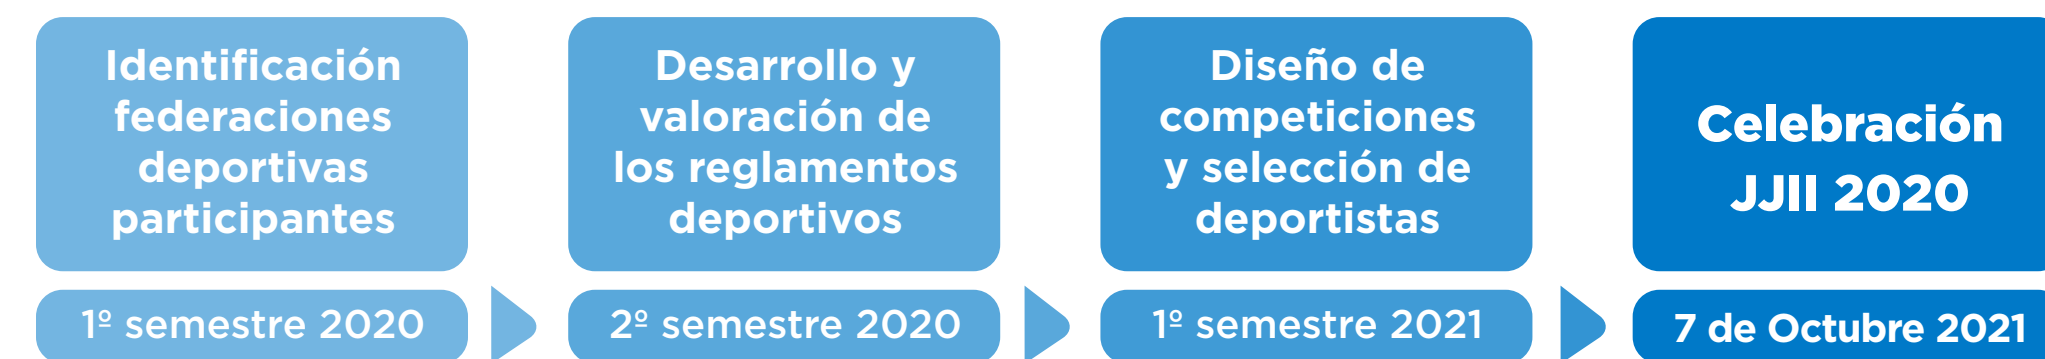 Identificación
federaciones
deportivas
participantes
1º semestre 2020
Desarrollo y
valoración de
los reglamentos
deportivos
2º semestre 2020
Diseño de
competiciones
y selección de
deportistas
1º semestre 2021
Celebración
JJII 2020
7 de Octubre 2021